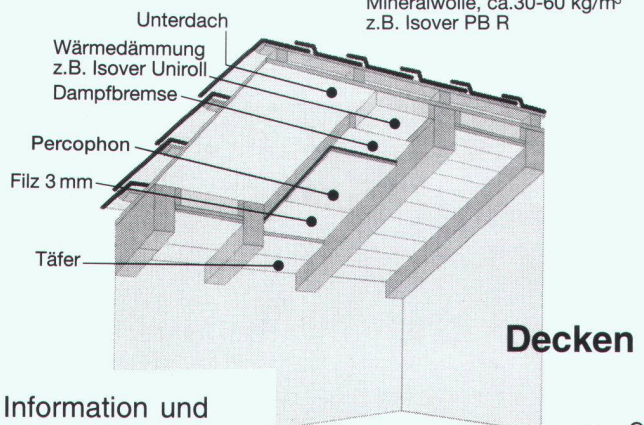 Mineralwolle, ca.30-60 kg/m³
z.B. Isover PB R
Unterdach
Wärmedämmung
z.B. Isover Uniroll
Dampfbremse
Percophon
Filz 3 mm
Täfer
Decken
Information und